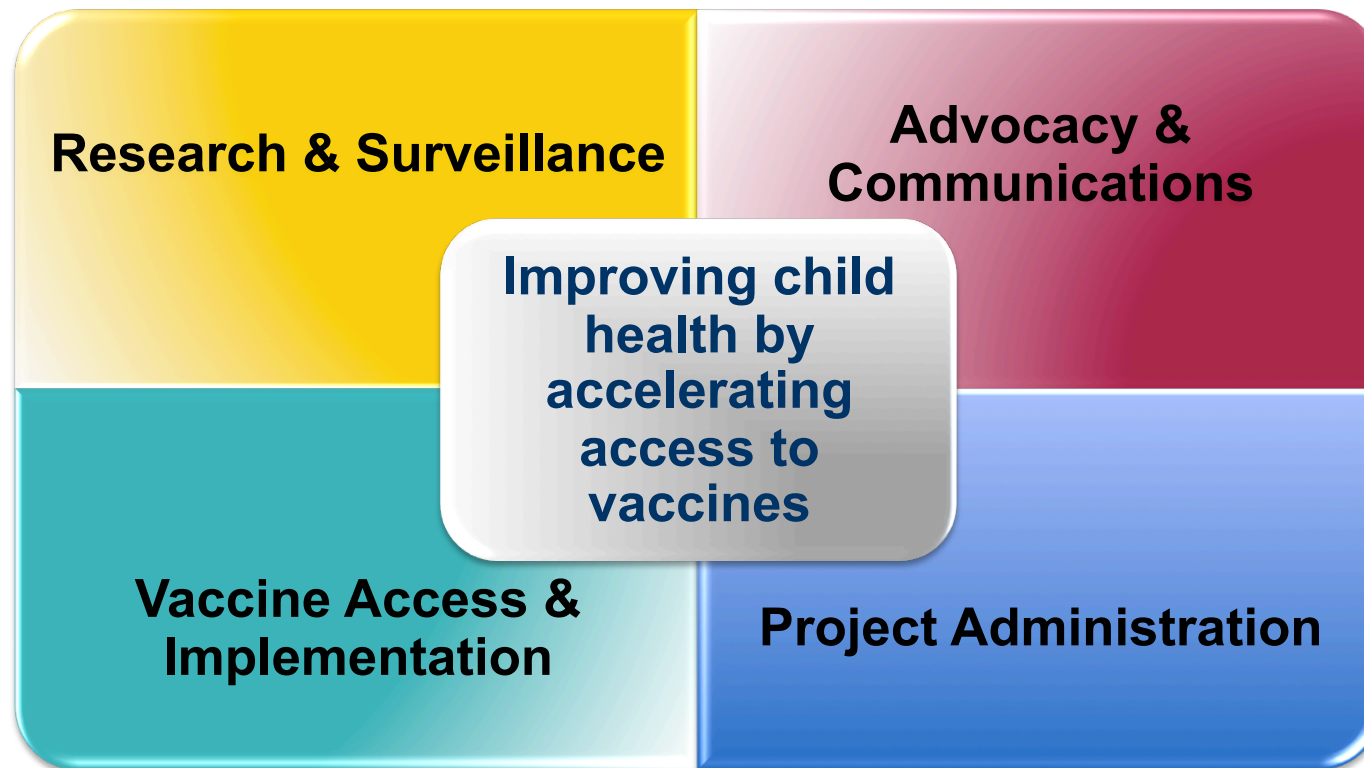 Research & Surveillance
Advocacy &
Communications
Improving child
health by
accelerating
access to
vaccines
Vaccine Access &
Implementation
Project Administration